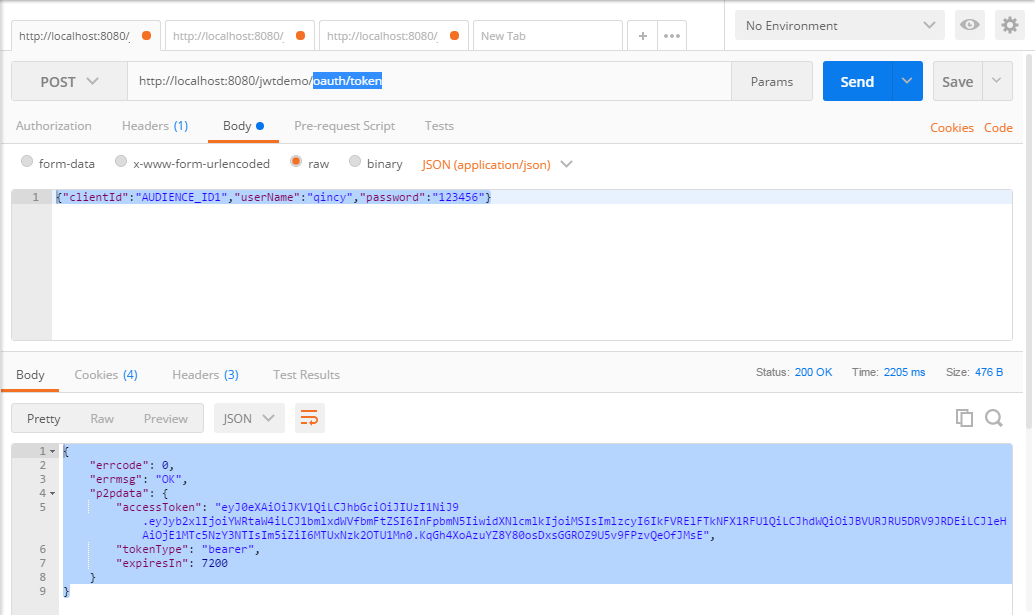 http://localhost:8080/ http://localhost:8080/ http://localhost:8080/ New Tab + ••• No Environment
POST http://localhost:8080/jwtdemo/oauth/token Params Send Save
Authorization Headers (1) Body Pre-request Script Tests Cookies Code
form-data x-www-form-urlencoded raw binary JSON (application/json)
1 {"clientId":"AUDIENCE_ID1","userName":"qincy","password":"123456"}
Body Cookies (4) Headers (3) Test Results Status: 200 OK Time: 2205 ms Size: 476 B
Pretty Raw Preview JSON
1 {
2 "errcode": 0,
3 "errmsg": "OK",
4 "p2pdata": {
5 "accessToken": "eyJ0eXAiOiJKV1QiLCJhbGciOiJIUzI1NiJ9
.eyJyb2xlIjoiYWRtaW4iLCJ1bmlxdWVfbmFtZSI6InFpbmN5IiwidXNlcmlkIjoiMSIsImlzcyI6IkFVRElFTkNFX1RFU1QiLCJhdWQiOiJBVURJRU5DRV9JRDEiLCJleH
AiOjE1MTc5NzY3NTIsIm5iZiI6MTUxNzk2OTU1Mn0.KqGh4XoAzuYZ8Y80osDxsGGROZ9U5v9FPzvQeOfJMsE",
6 "tokenType": "bearer",
7 "expiresIn": 7200
8 }
9 }